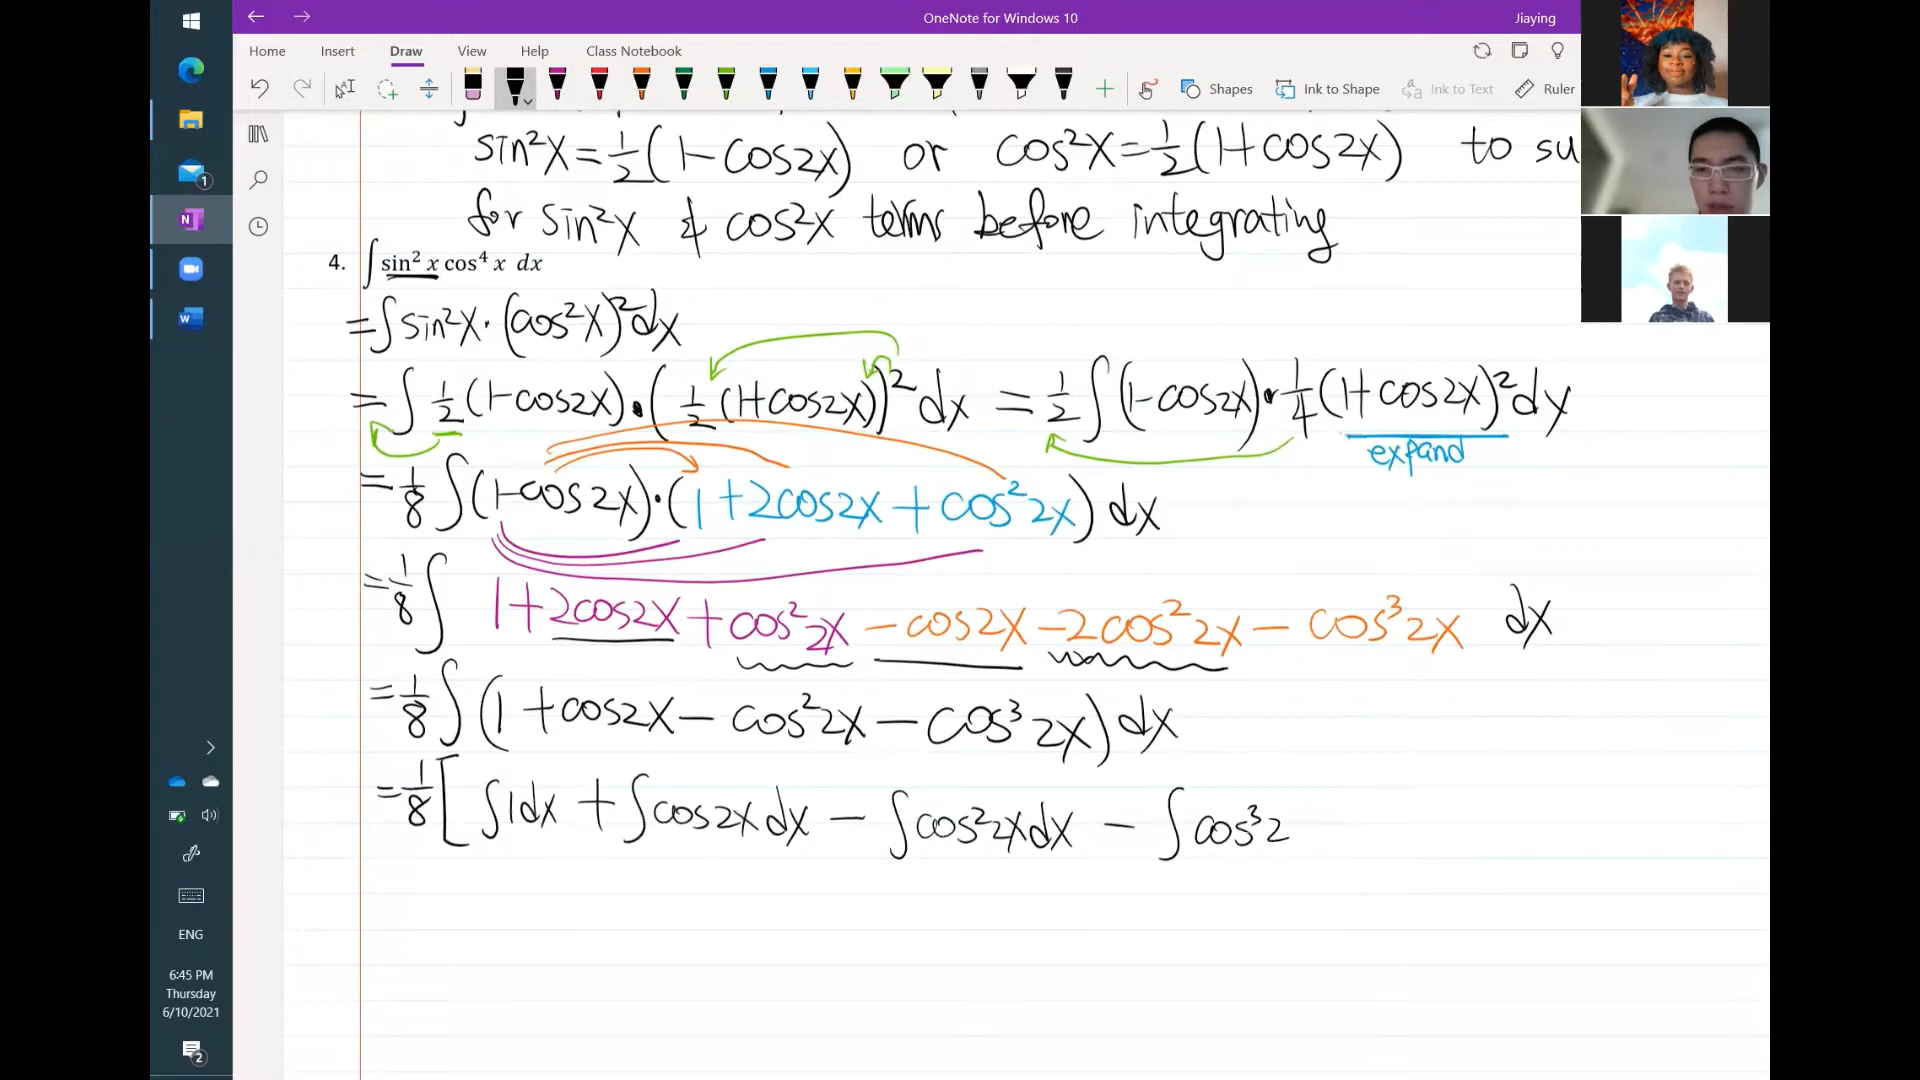 OneNote for Windows 10
Jiaying
Home Insert Draw View Help Class Notebook
Shapes Ink to Shape Ink to Text Ruler
sin²x = 1/2 (1 - cos2x) or cos²x = 1/2 (1 + cos2x) to su
for sin²x & cos²x terms before integrating
4. ∫ sin² x cos⁴ x dx
= ∫ sin²x · (cos²x)² dx
= ∫ 1/2 (1-cos2x) · (1/2 (1+cos2x))² dx = 1/2 ∫ (1-cos2x) · 1/4 (1+cos2x)² dx
expand
= 1/8 ∫ (1-cos2x) · (1 + 2cos2x + cos²2x) dx
= 1/8 ∫ 1 + 2cos2x + cos²2x - cos2x - 2cos²2x - cos³2x dx
= 1/8 ∫ (1 + cos2x - cos²2x - cos³2x) dx
= 1/8 [ ∫ 1dx + ∫ cos2x dx - ∫ cos²2x dx - ∫ cos³2
1
ENG
6:45 PM
Thursday
6/10/2021
2